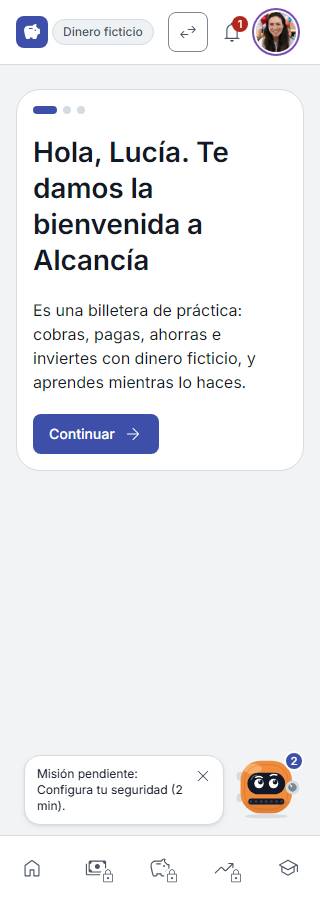 Dinero ficticio
1
Hola, Lucía. Te
damos la
bienvenida a
Alcancía
Es una billetera de práctica:
cobras, pagas, ahorras e
inviertes con dinero ficticio, y
aprendes mientras lo haces.
Continuar
Misión pendiente:
Configura tu seguridad (2
min).
2